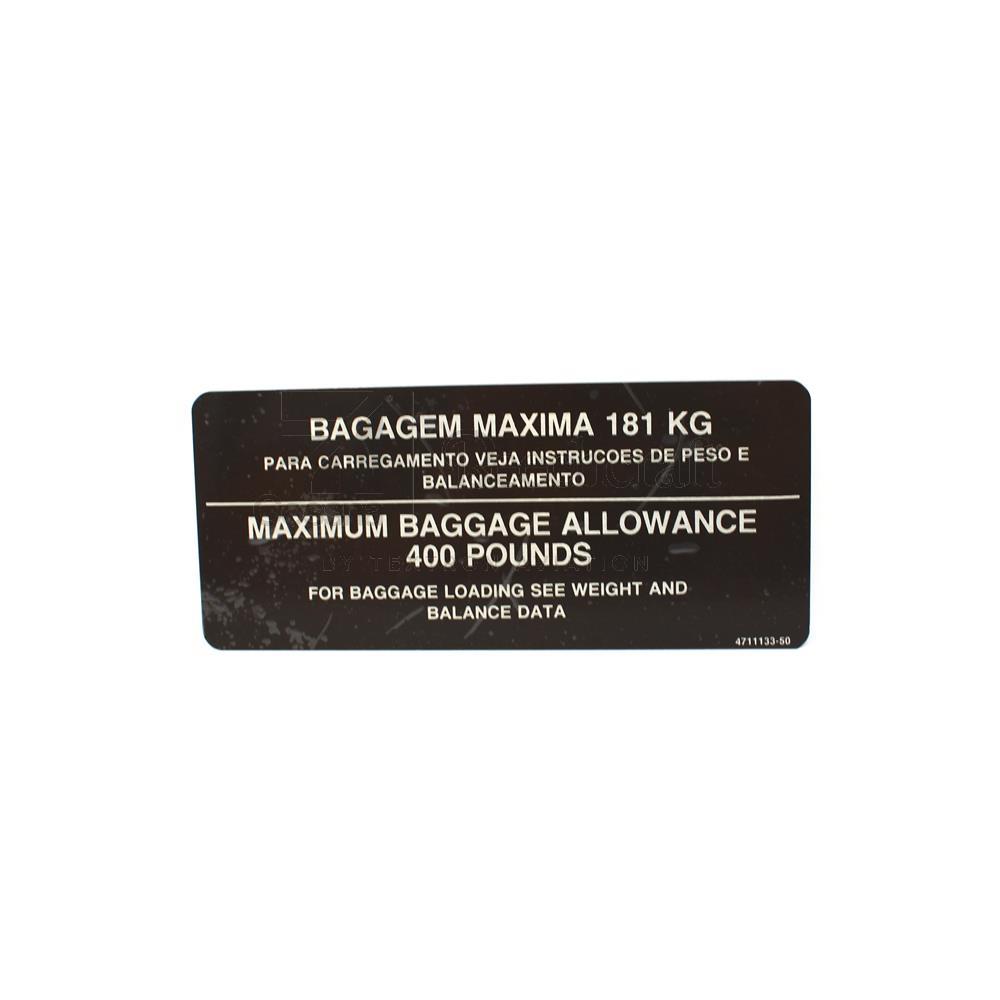 BAGAGEM MAXIMA 181 KG
PARA CARREGAMENTO VEJA INSTRUCOES DE PESO E
BALANCEAMENTO
MAXIMUM BAGGAGE ALLOWANCE
400 POUNDS
FOR BAGGAGE LOADING SEE WEIGHT AND
BALANCE DATA
4711133-50